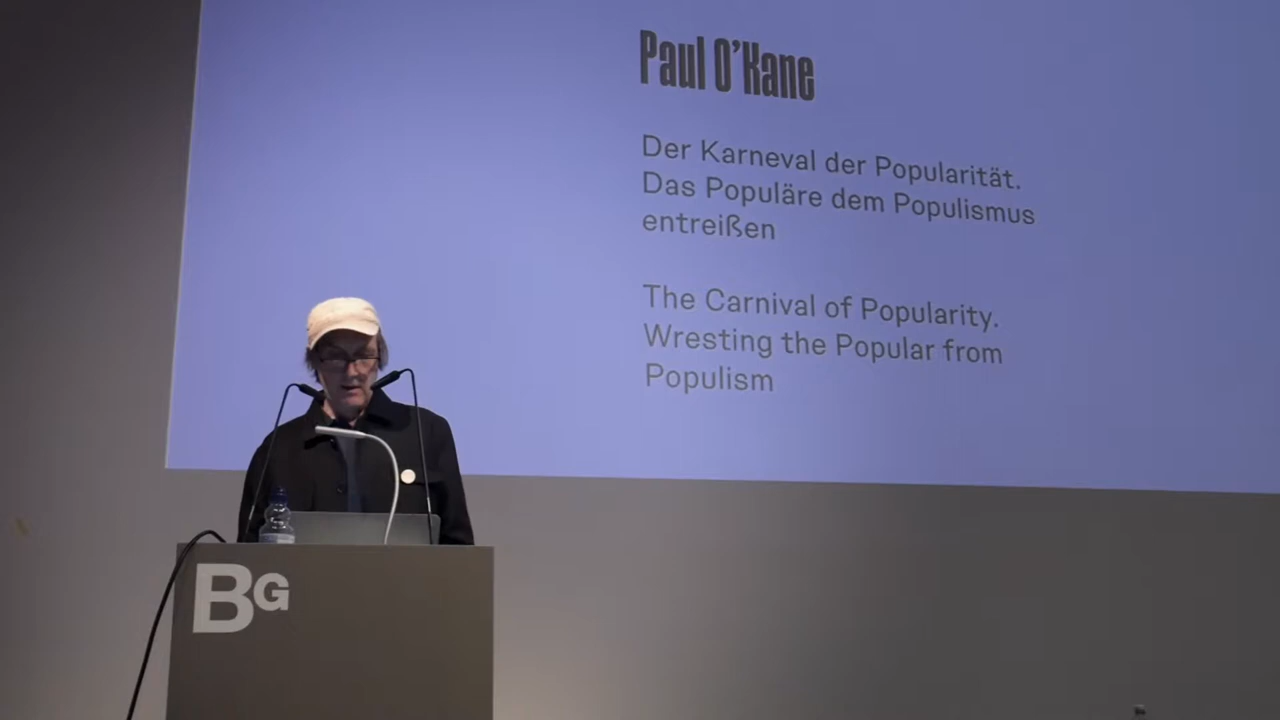 Paul O’Kane
Der Karneval der Popularität.
Das Populäre dem Populismus
entreißen
The Carnival of Popularity.
Wresting the Popular from
Populism
BG